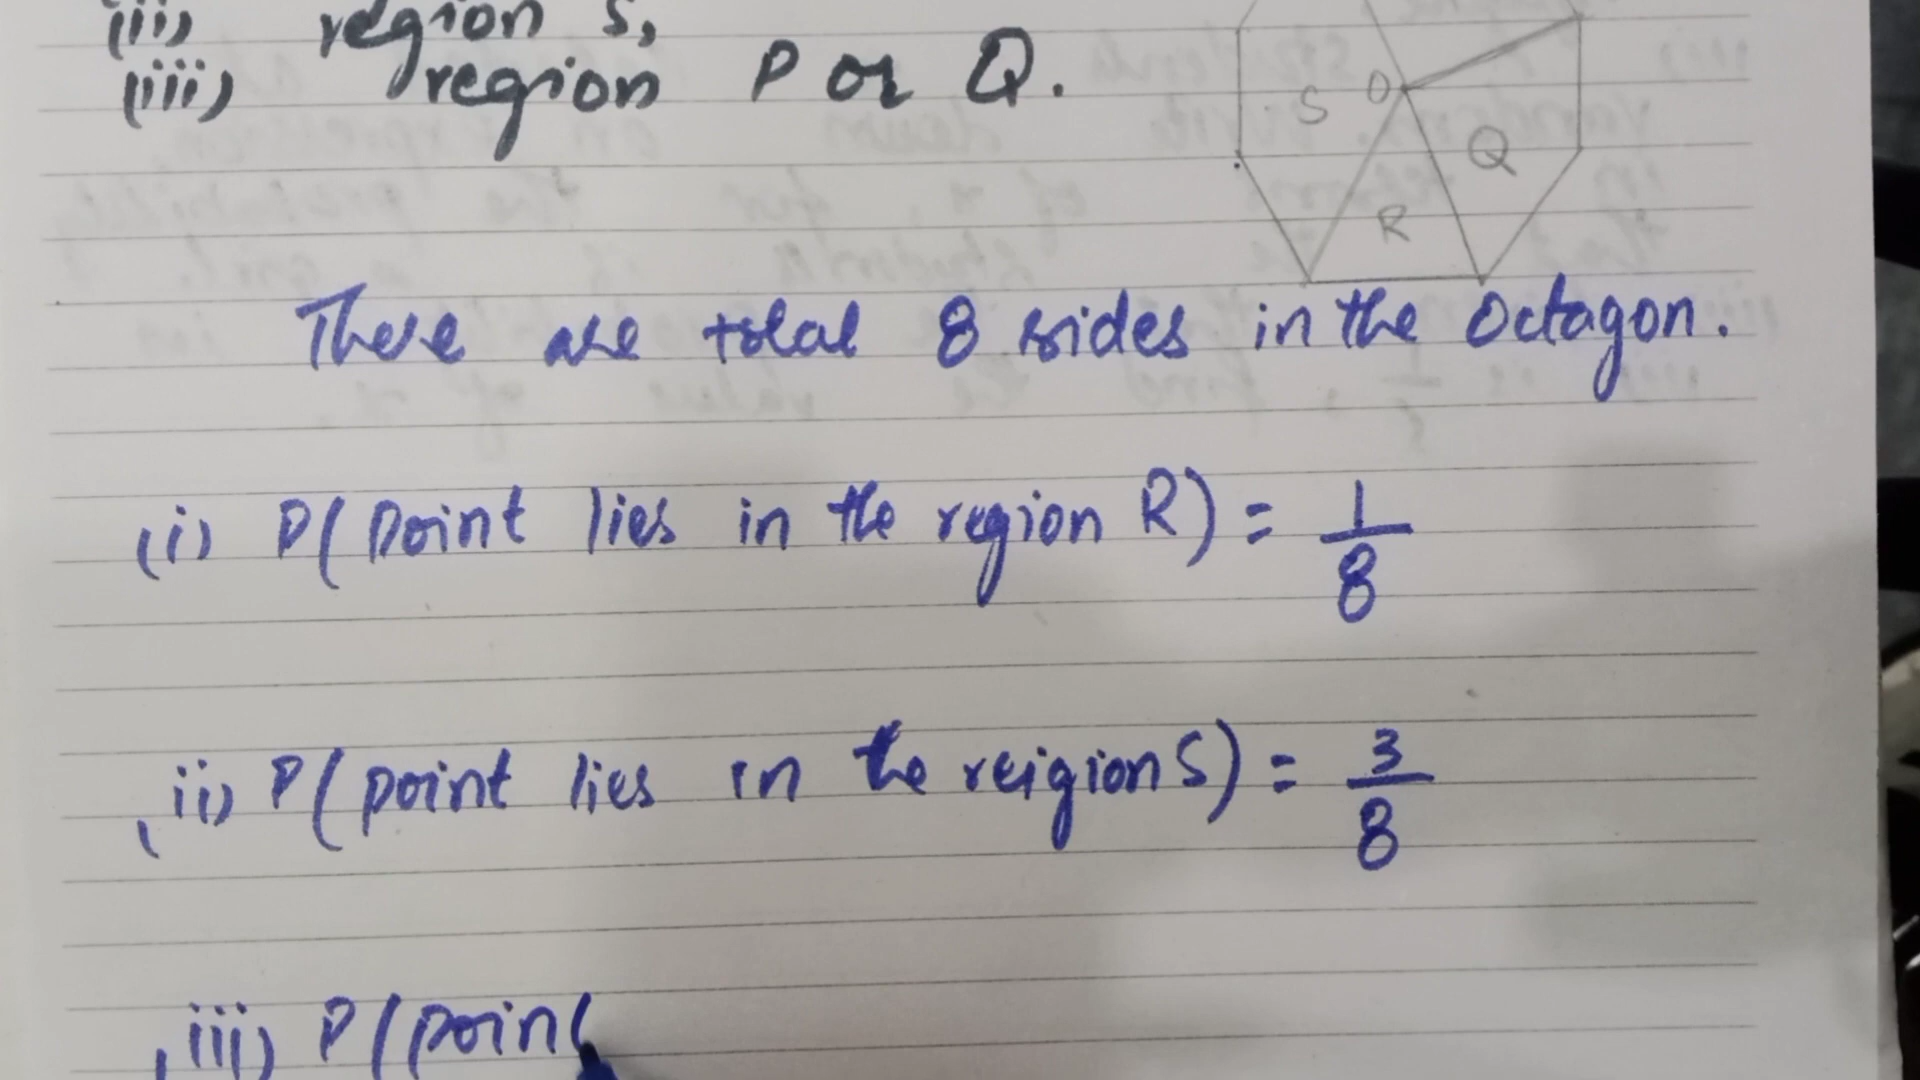 (ii) region S,
(iii) region P or Q.
S O Q R
There are total 8 sides in the Octagon.
(i) P(Point lies in the region R) = 1/8
(ii) P(point lies in the reigion S) = 3/8
(iii) P(point